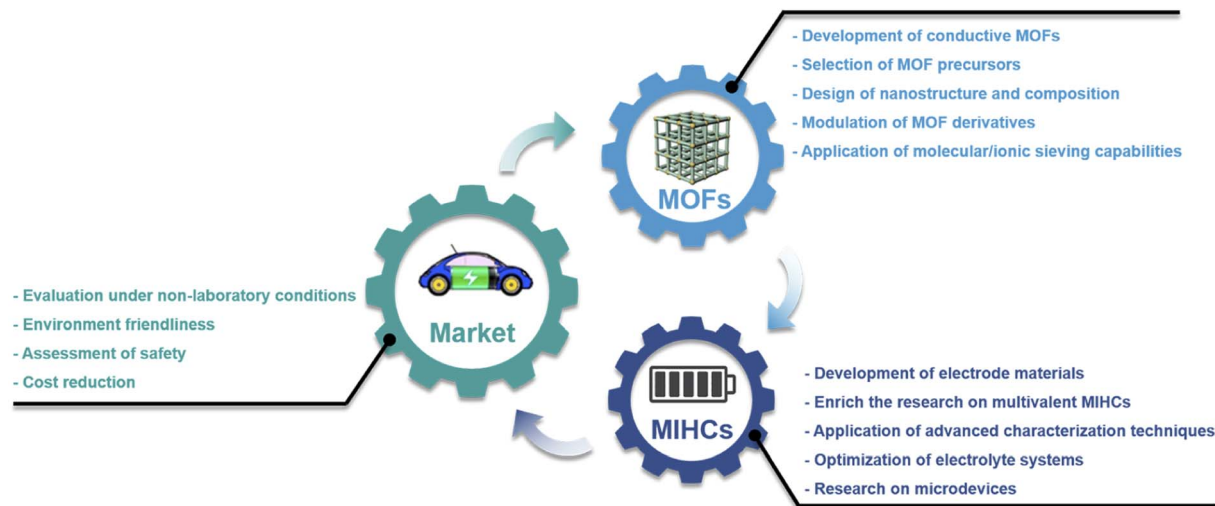 - Development of conductive MOFs
- Selection of MOF precursors
- Design of nanostructure and composition
- Modulation of MOF derivatives
- Application of molecular/ionic sieving capabilities
MOFs
Market
- Evaluation under non-laboratory conditions
- Environment friendliness
- Assessment of safety
- Cost reduction
MIHCs
- Development of electrode materials
- Enrich the research on multivalent MIHCs
- Application of advanced characterization techniques
- Optimization of electrolyte systems
- Research on microdevices